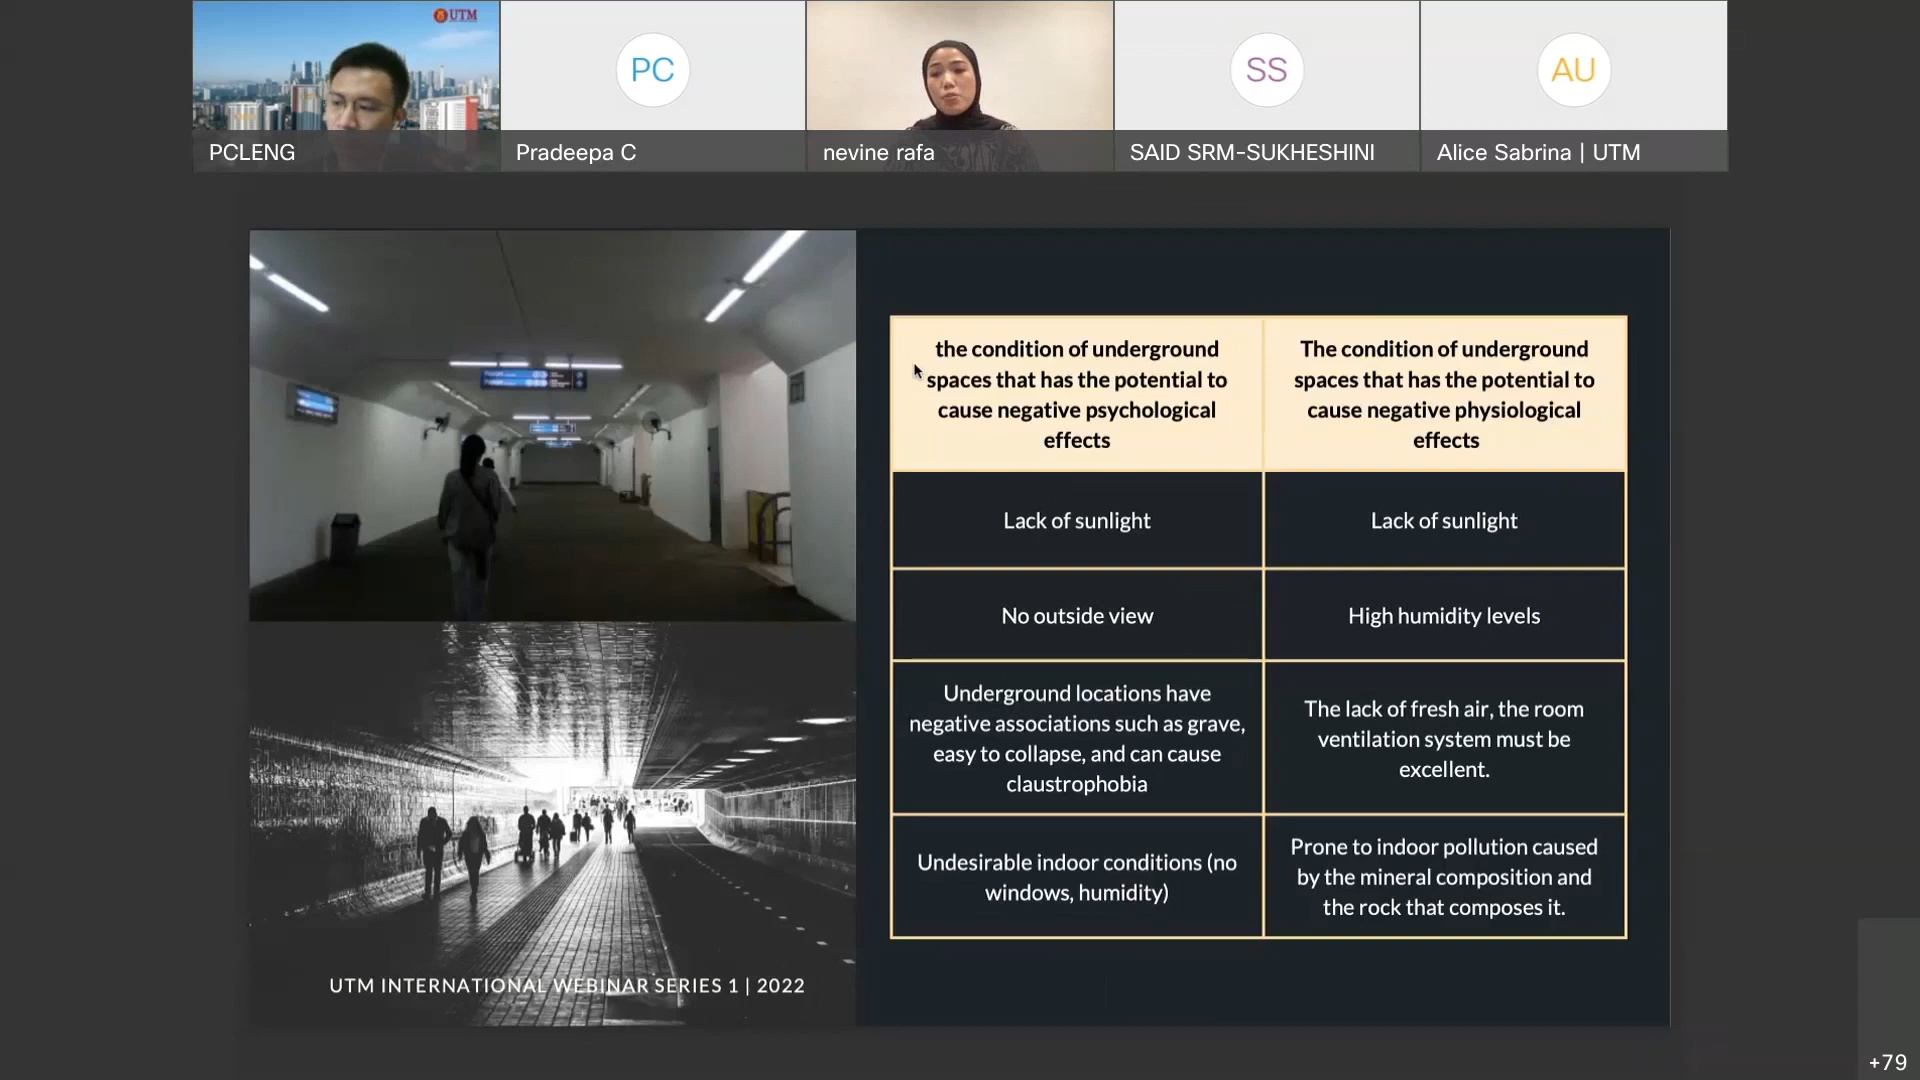 UTM
PC
SS
AU
PCLENG
Pradeepa C
nevine rafa
SAID SRM-SUKHESHINI
Alice Sabrina | UTM
the condition of underground
spaces that has the potential to
cause negative psychological
effects
The condition of underground
spaces that has the potential to
cause negative physiological
effects
Lack of sunlight
Lack of sunlight
No outside view
High humidity levels
Underground locations have
negative associations such as grave,
easy to collapse, and can cause
claustrophobia
The lack of fresh air, the room
ventilation system must be
excellent.
Undesirable indoor conditions (no
windows, humidity)
Prone to indoor pollution caused
by the mineral composition and
the rock that composes it.
UTM INTERNATIONAL WEBINAR SERIES 1 | 2022
+79